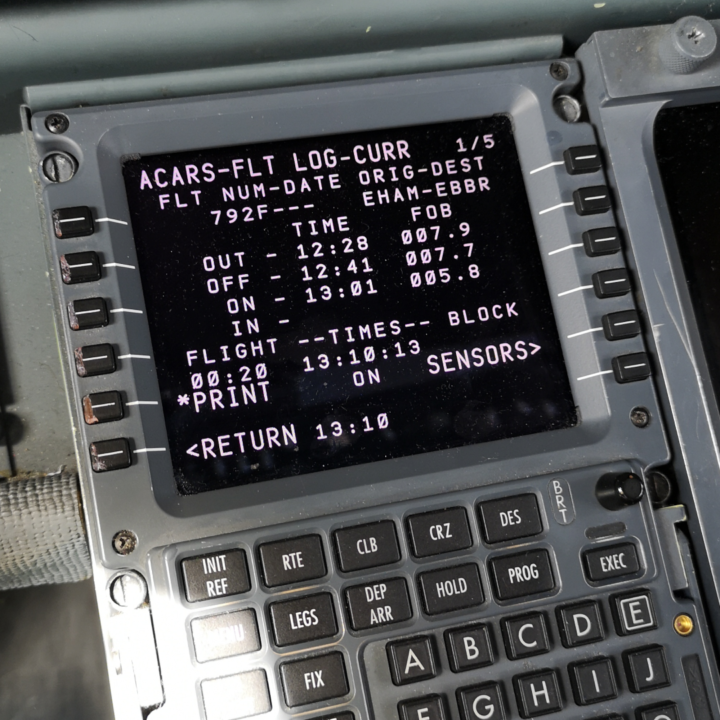 ACARS-FLT LOG-CURR 1/5
FLT NUM-DATE ORIG-DEST
792F--- EHAM-EBBR
TIME FOB
OUT - 12:28 007.9
OFF - 12:41 007.7
ON - 13:01 005.8
IN -
FLIGHT --TIMES-- BLOCK
00:20 13:10:13
*PRINT ON SENSORS>
<RETURN 13:10
BRT
INIT REF
RTE
CLB
CRZ
DES
LEGS
DEP ARR
HOLD
PROG
EXEC
FIX
A B C D E
G H I J